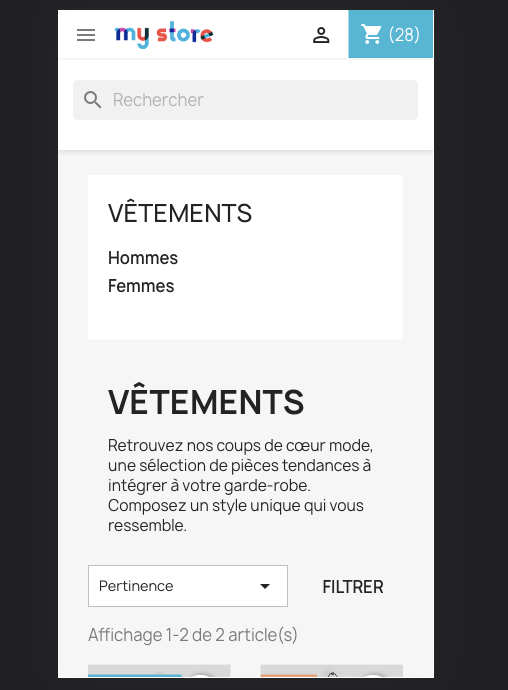 my store
(28)
Rechercher
VÊTEMENTS
Hommes
Femmes
VÊTEMENTS
Retrouvez nos coups de cœur mode,
une sélection de pièces tendances à
intégrer à votre garde-robe.
Composez un style unique qui vous
ressemble.
Pertinence
FILTRER
Affichage 1-2 de 2 article(s)